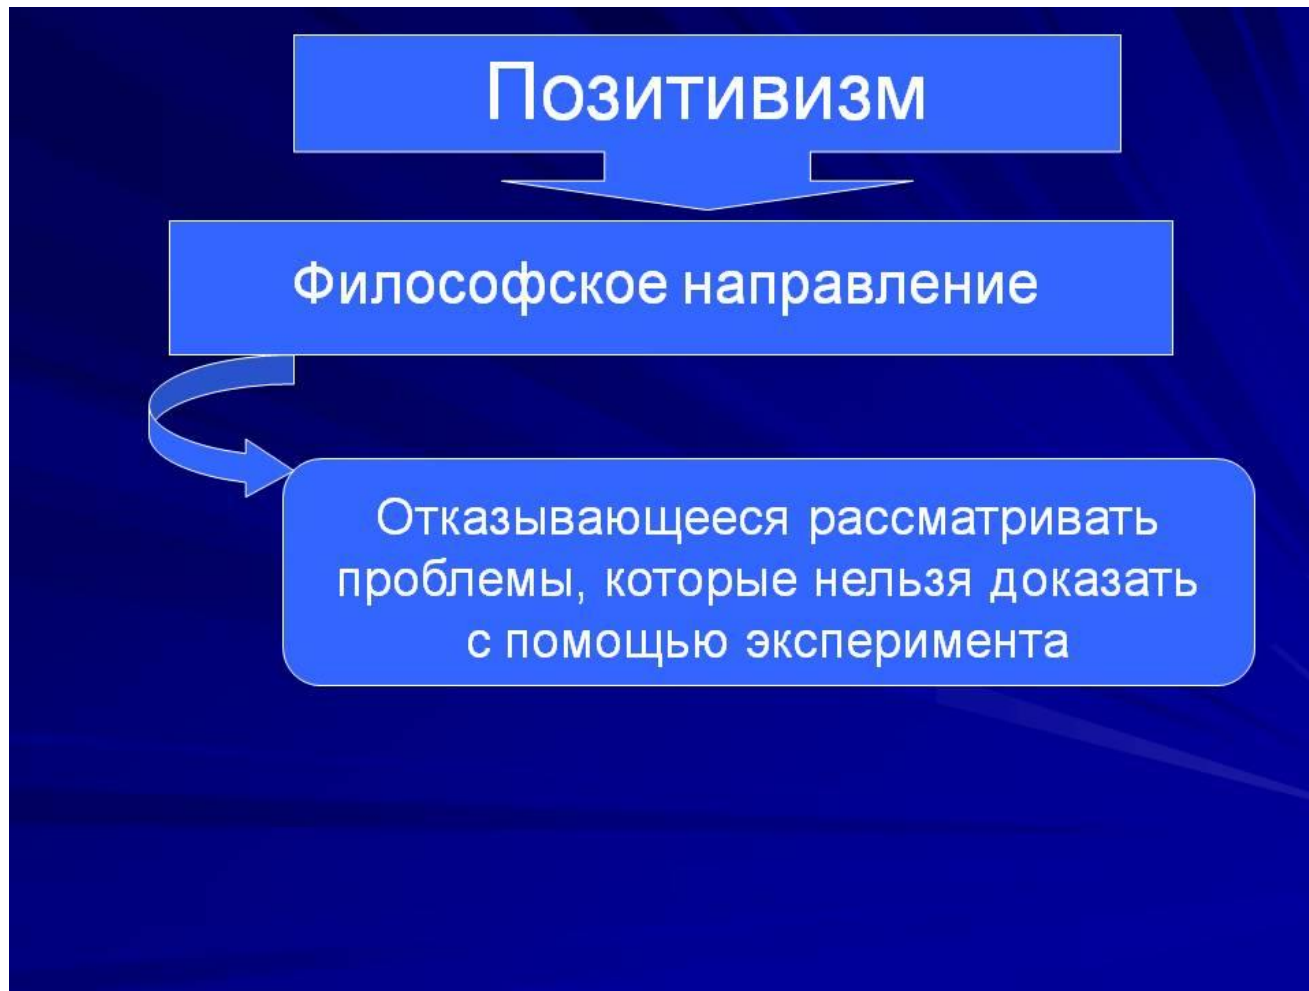 Позитивизм
Философское направление
Отказывающееся рассматривать
проблемы, которые нельзя доказать
с помощью эксперимента